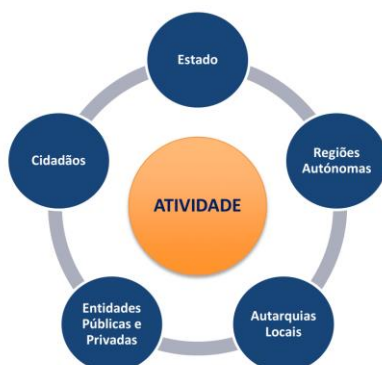 Estado
Cidadãos
Regiões
Autónomas
ATIVIDADE
Entidades
Públicas e
Privadas
Autarquias
Locais